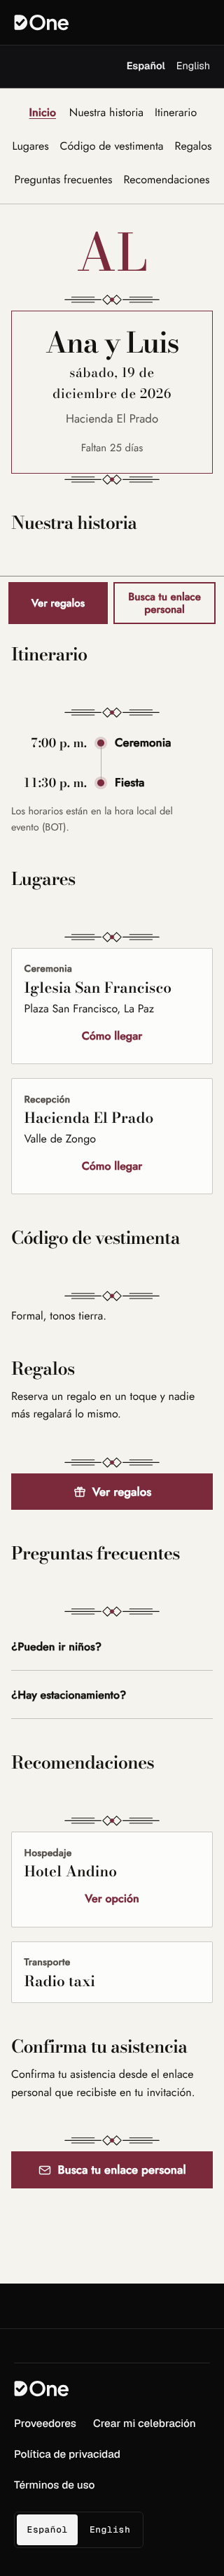 One
Español English
Inicio Nuestra historia Itinerario
Lugares Código de vestimenta Regalos
Preguntas frecuentes Recomendaciones
AL
Ana y Luis
sábado, 19 de
diciembre de 2026
Hacienda El Prado
Faltan 25 días
Nuestra historia
Ver regalos
Busca tu enlace
personal
Itinerario
7:00 p. m. Ceremonia
11:30 p. m. Fiesta
Los horarios están en la hora local del
evento (BOT).
Lugares
Ceremonia
Iglesia San Francisco
Plaza San Francisco, La Paz
Cómo llegar
Recepción
Hacienda El Prado
Valle de Zongo
Cómo llegar
Código de vestimenta
Formal, tonos tierra.
Regalos
Reserva un regalo en un toque y nadie
más regalará lo mismo.
Ver regalos
Preguntas frecuentes
¿Pueden ir niños?
¿Hay estacionamiento?
Recomendaciones
Hospedaje
Hotel Andino
Ver opción
Transporte
Radio taxi
Confirma tu asistencia
Confirma tu asistencia desde el enlace
personal que recibiste en tu invitación.
Busca tu enlace personal
One
Proveedores Crear mi celebración
Política de privacidad
Términos de uso
Español English